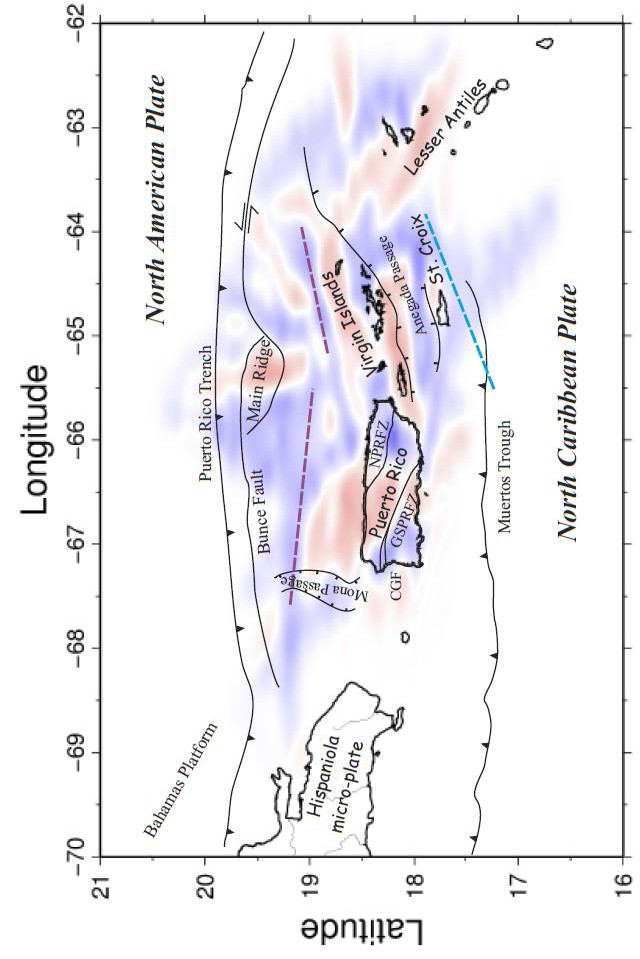 Longitude
-70
-69
-68
-67
-66
-65
-64
-63
-62
21
20
19
18
17
16
Latitude
North American Plate
Bahamas Platform
Puerto Rico Trench
Bunce Fault
Main Ridge
Mona Passage
Hispaniola
micro-plate
Virgin Islands
Lesser Antiles
Anegada Passage
St. Croix
NPRFZ
Puerto Rico
GSPRFZ
CGF
Muertos Trough
North Caribbean Plate